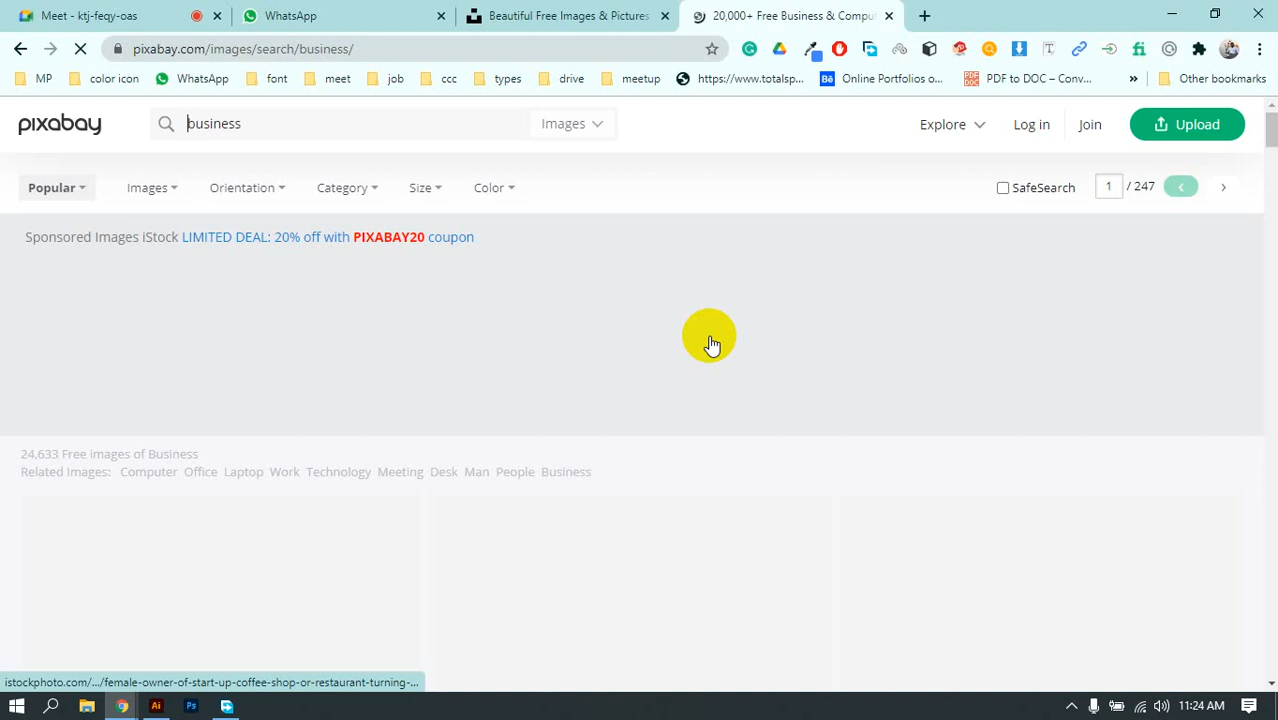 Meet - ktj-feqy-oas
WhatsApp
Beautiful Free Images & Pictures
20,000+ Free Business & Comput
pixabay.com/images/search/business/
MP
color icon
WhatsApp
font
meet
job
ccc
types
drive
meetup
https://www.totalsp...
Online Portfolios o...
PDF to DOC – Conv...
Other bookmarks
pixabay
business
Images
Explore
Log in
Join
Upload
Popular
Images
Orientation
Category
Size
Color
SafeSearch
1
/ 247
Sponsored Images iStock LIMITED DEAL: 20% off with PIXABAY20 coupon
24,633 Free images of Business
Related Images: Computer Office Laptop Work Technology Meeting Desk Man People Business
istockphoto.com/.../female-owner-of-start-up-coffee-shop-or-restaurant-turning-...
11:24 AM